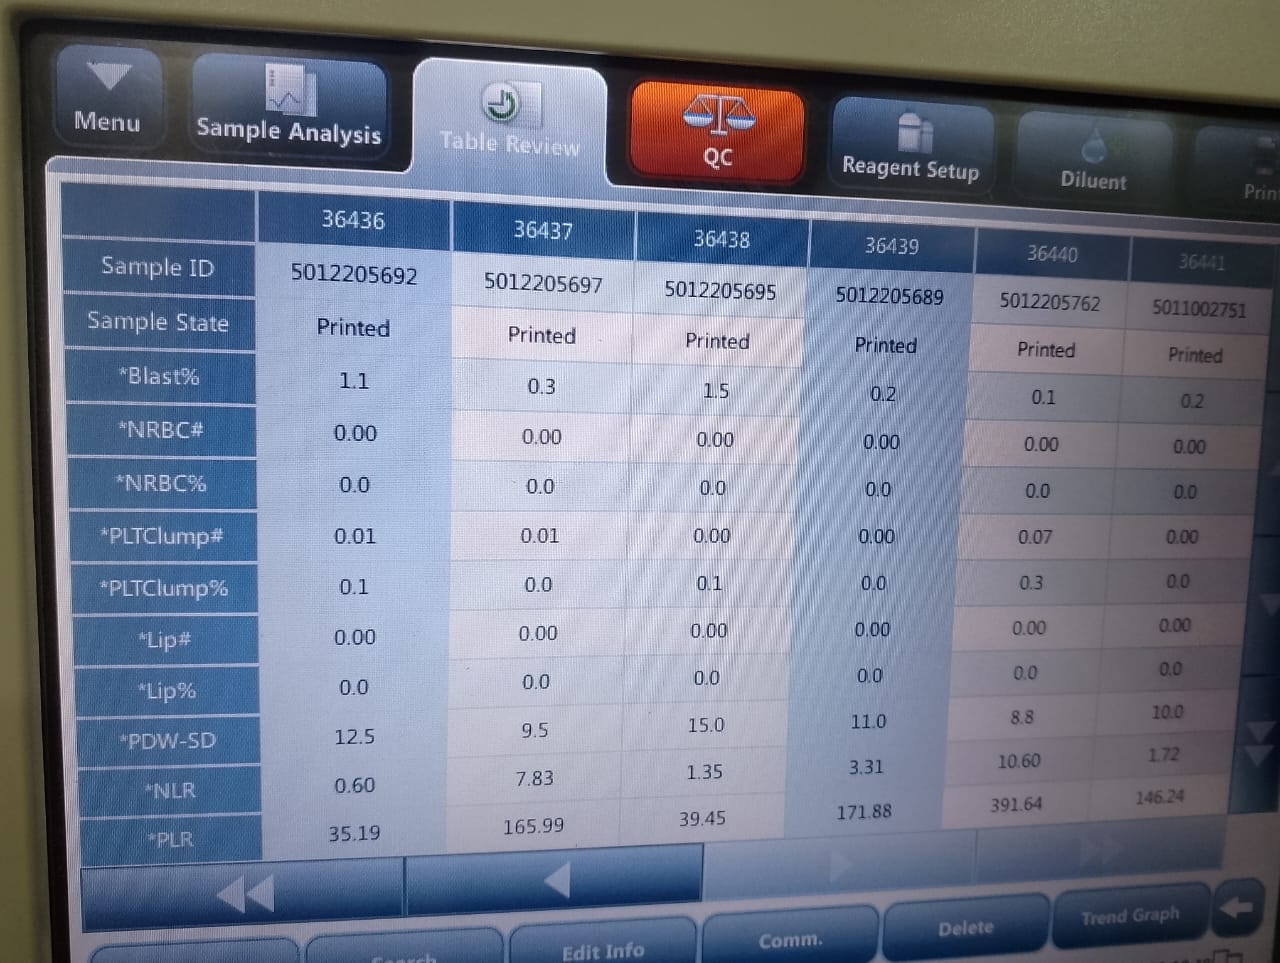 Menu
Sample Analysis
Table Review
QC
Reagent Setup
Diluent
36436 36437 36438 36439 36440 36441
Sample ID 5012205692 5012205697 5012205695 5012205689 5012205762 5011002751
Sample State Printed Printed Printed Printed Printed Printed
*Blast% 1.1 0.3 1.5 0.2 0.1 0.2
*NRBC# 0.00 0.00 0.00 0.00 0.00 0.00
*NRBC% 0.0 0.0 0.0 0.0 0.0 0.0
*PLTClump# 0.01 0.01 0.00 0.00 0.07 0.00
*PLTClump% 0.1 0.0 0.1 0.0 0.3 0.0
*Lip# 0.00 0.00 0.00 0.00 0.00 0.00
*Lip% 0.0 0.0 0.0 0.0 0.0 0.0
*PDW-SD 12.5 9.5 15.0 11.0 8.8 10.0
*NLR 0.60 7.83 1.35 3.31 10.60 1.72
*PLR 35.19 165.99 39.45 171.88 391.64 146.24
Search
Edit Info
Comm.
Delete
Trend Graph